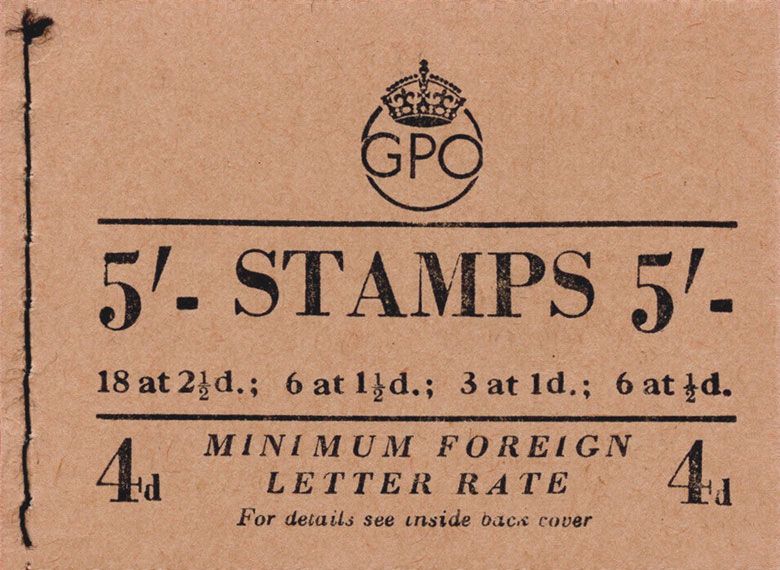 GPO
5/- STAMPS 5/-
18 at 2½d.; 6 at 1½d.; 3 at 1d.; 6 at ½d.
4d MINIMUM FOREIGN 4d
LETTER RATE
For details see inside back cover